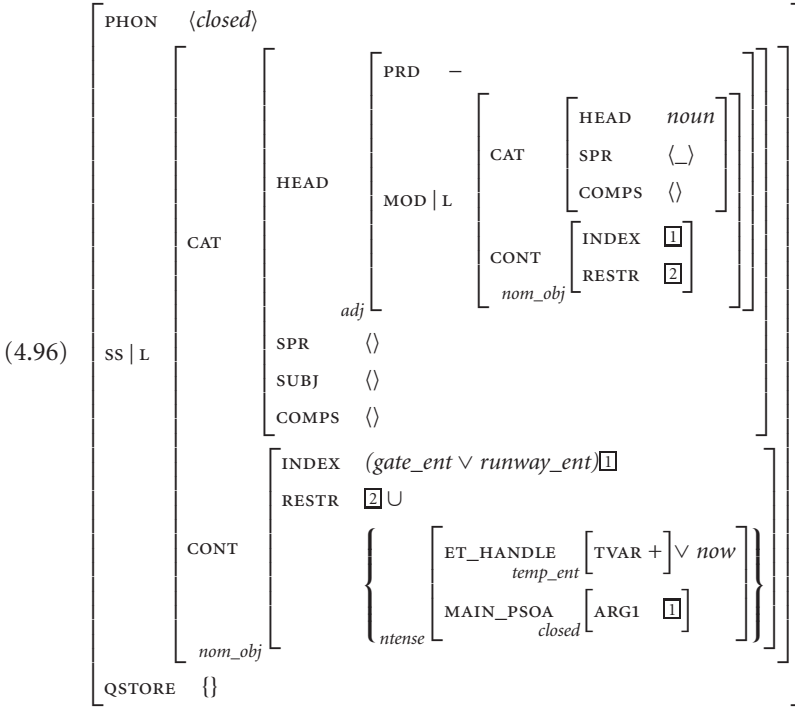 PHON ⟨closed⟩
PRD −
HEAD noun
CAT SPR ⟨_⟩
HEAD COMPS ⟨⟩
MOD | L
CAT INDEX 1
CONT RESTR 2
nom_obj
adj
(4.96) SS | L SPR ⟨⟩
SUBJ ⟨⟩
COMPS ⟨⟩
INDEX (gate_ent ∨ runway_ent) 1
RESTR 2 ∪
CONT ET_HANDLE [TVAR +] ∨ now
temp_ent
MAIN_PSOA [ARG1 1]
closed
ntense
nom_obj
QSTORE {}